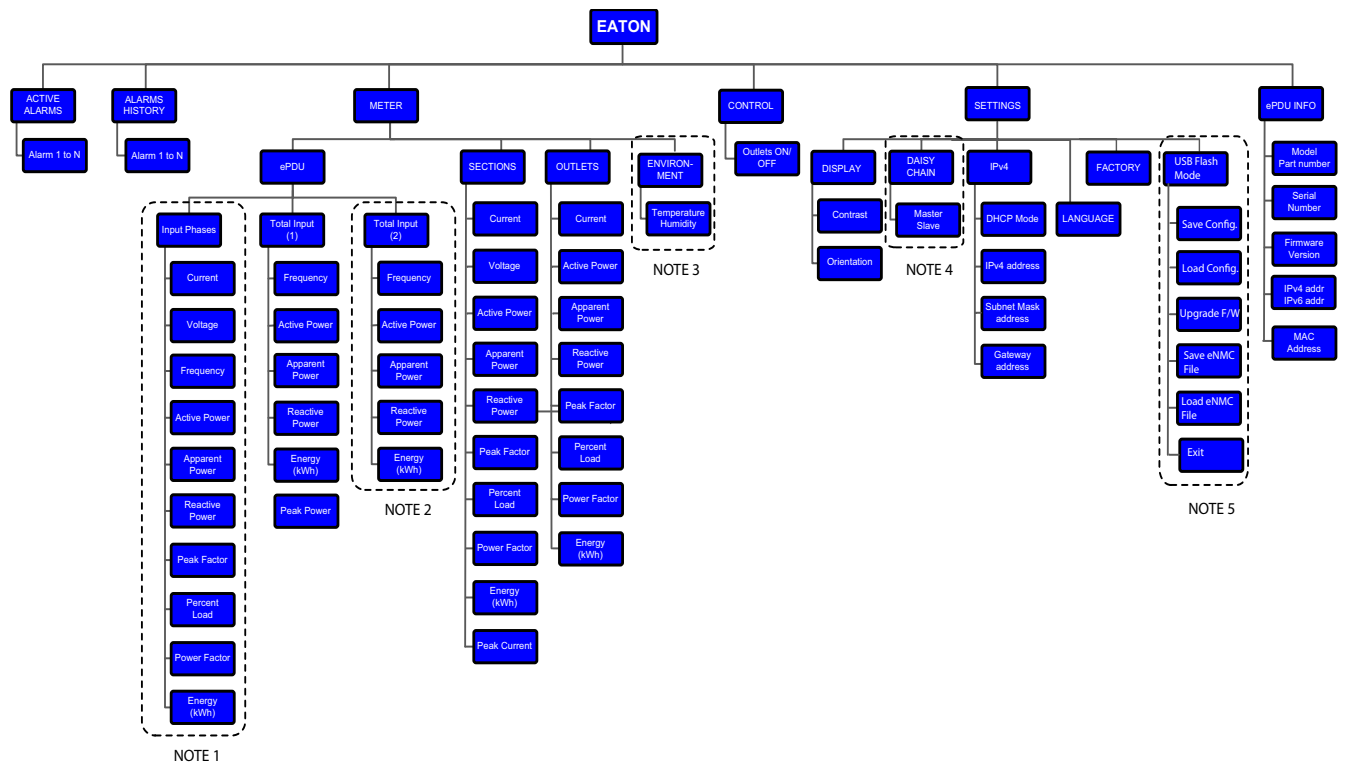 EATON
ACTIVE
ALARMS
Alarm 1 to N
ALARMS
HISTORY
Alarm 1 to N
METER
ePDU
Input Phases
Current
Voltage
Frequency
Active Power
Apparent
Power
Reactive
Power
Peak Factor
Percent
Load
Power Factor
Energy
(kWh)
NOTE 1
Total Input
(1)
Frequency
Active Power
Apparent
Power
Reactive
Power
Energy
(kWh)
Peak Power
Total Input
(2)
Frequency
Active Power
Apparent
Power
Reactive
Power
Energy
(kWh)
NOTE 2
SECTIONS
Current
Voltage
Active Power
Apparent
Power
Reactive
Power
Peak Factor
Percent
Load
Power Factor
Energy
(kWh)
Peak Current
OUTLETS
Current
Active Power
Apparent
Power
Reactive
Power
Peak Factor
Percent
Load
Power Factor
Energy
(kWh)
ENVIRON-
MENT
Temperature
Humidity
NOTE 3
CONTROL
Outlets ON/
OFF
SETTINGS
DISPLAY
Contrast
Orientation
DAISY
CHAIN
Master
Slave
NOTE 4
IPv4
DHCP Mode
IPv4 address
Subnet Mask
address
Gateway
address
LANGUAGE
FACTORY
USB Flash
Mode
Save Config.
Load Config.
Upgrade F/W
Save eNMC
File
Load eNMC
File
Exit
NOTE 5
ePDU INFO
Model
Part number
Serial
Number
Firmware
Version
IPv4 addr
IPv6 addr
MAC
Address